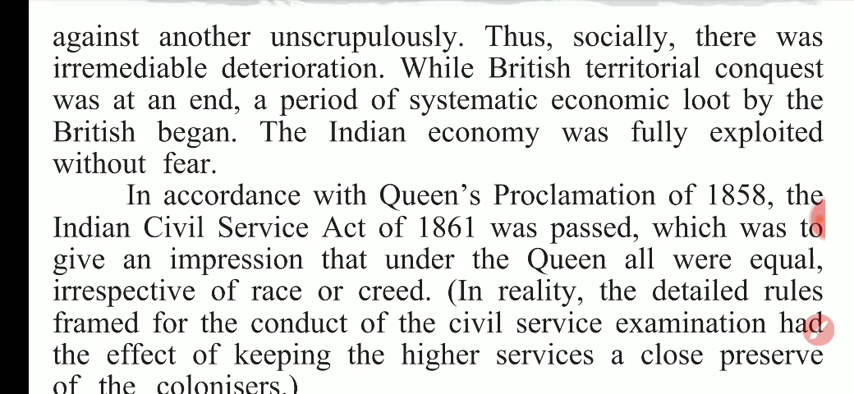 against another unscrupulously. Thus, socially, there was
irremediable deterioration. While British territorial conquest
was at an end, a period of systematic economic loot by the
British began. The Indian economy was fully exploited
without fear.
In accordance with Queen’s Proclamation of 1858, the
Indian Civil Service Act of 1861 was passed, which was to
give an impression that under the Queen all were equal,
irrespective of race or creed. (In reality, the detailed rules
framed for the conduct of the civil service examination had
the effect of keeping the higher services a close preserve
of the colonisers.)